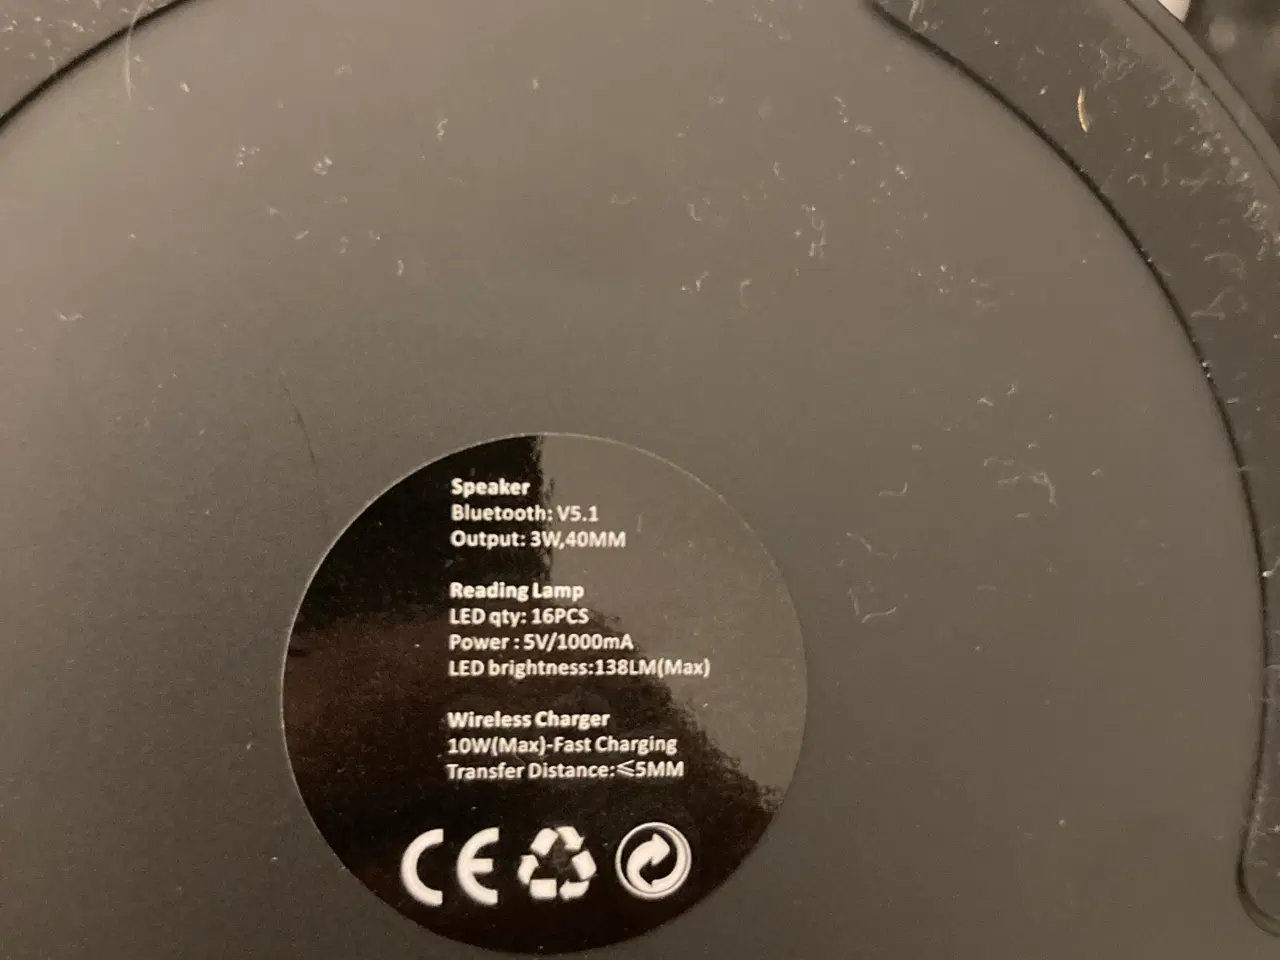 Speaker
Bluetooth: V5.1
Output: 3W,40MM
Reading Lamp
LED qty: 16PCS
Power : 5V/1000mA
LED brightness:138LM(Max)
Wireless Charger
10W(Max)-Fast Charging
Transfer Distance:⩽5MM
CE